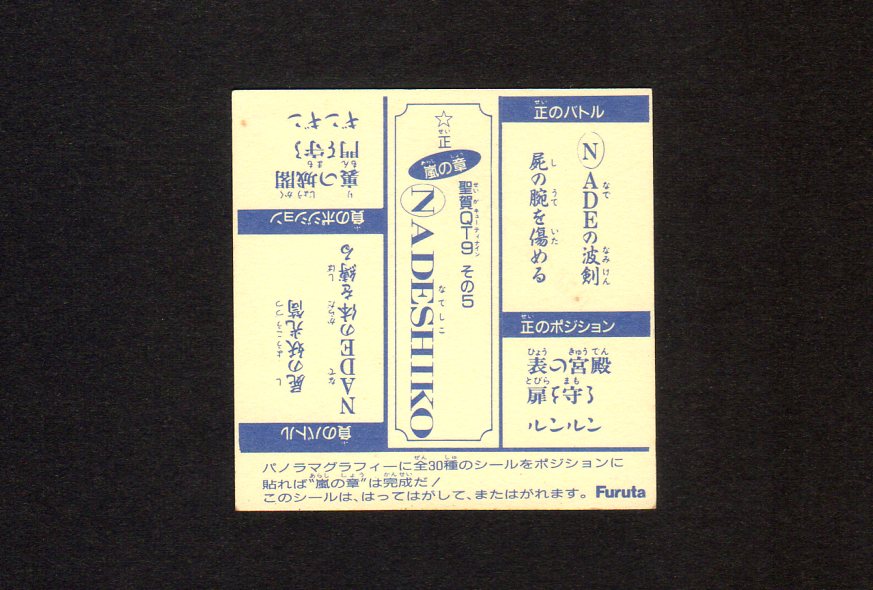 ☆
正
嵐の章
聖賀QT9 その5
NADESHIKO
正のバトル
NADEの波剣
屍の腕を傷める
正のポジション
表の宮殿
扉を守る
ルンルン
負のバトル
屍の妖光筒
NADEの体を縛る
負のポジション
裏の城閣
門を守る
ギンギン
パノラマグラフィーに全30種のシールをポジションに
貼れば“嵐の章”は完成だ!
このシールは、はってはがして、またはがれます。 Furuta